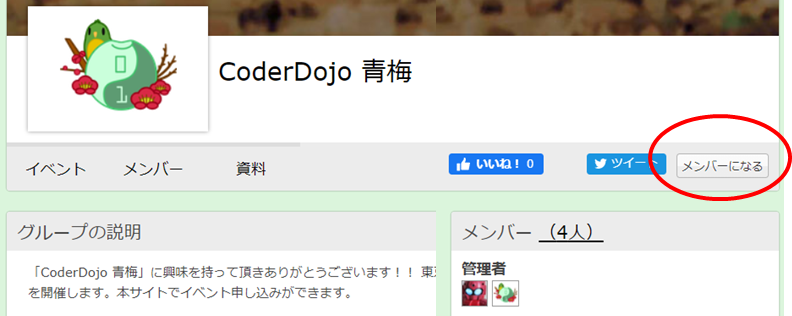 0
1
CoderDojo 青梅
イベント メンバー 資料 いいね！ 0 ツイート メンバーになる
グループの説明
メンバー （4人）
「CoderDojo 青梅」に興味を持って頂きありがとうございます！！ 東
を開催します。本サイトでイベント申し込みができます。
管理者